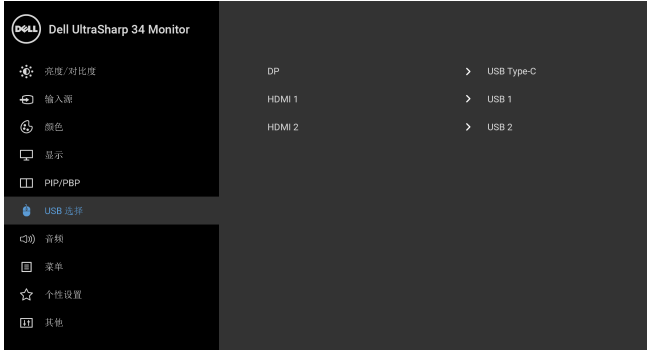 DELL Dell UltraSharp 34 Monitor
亮度/对比度
输入源
颜色
显示
PIP/PBP
USB 选择
音频
菜单
个性设置
其他
DP USB Type-C
HDMI 1 USB 1
HDMI 2 USB 2